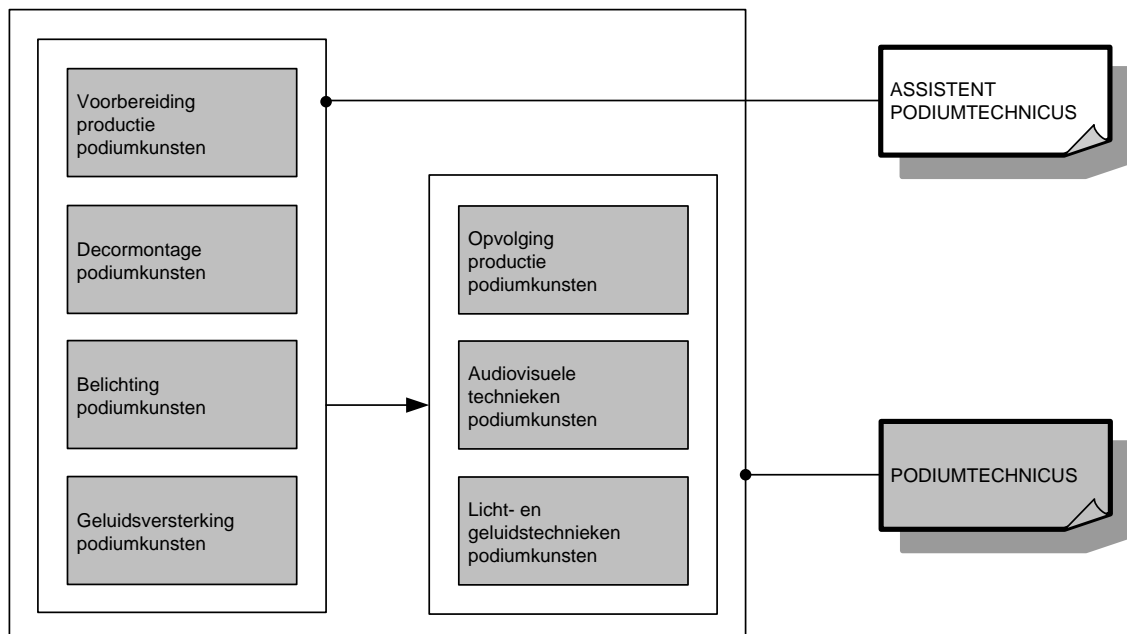 Voorbereiding
productie
podiumkunsten
Decormontage
podiumkunsten
Belichting
podiumkunsten
Geluidsversterking
podiumkunsten
Opvolging
productie
podiumkunsten
Audiovisuele
technieken
podiumkunsten
Licht- en
geluidstechnieken
podiumkunsten
ASSISTENT
PODIUMTECHNICUS
PODIUMTECHNICUS